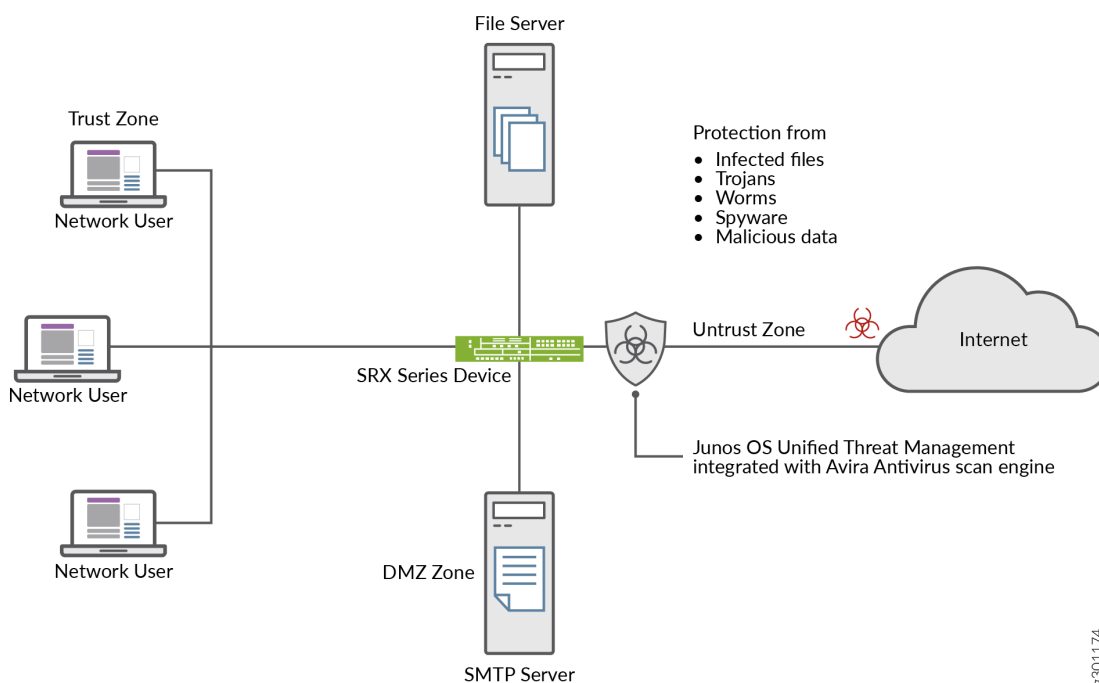 File Server
Trust Zone
Network User
Protection from
• Infected files
• Trojans
• Worms
• Spyware
• Malicious data
Untrust Zone
Internet
SRX Series Device
Network User
Junos OS Unified Threat Management
integrated with Avira Antivirus scan engine
Network User
DMZ Zone
SMTP Server
g301174